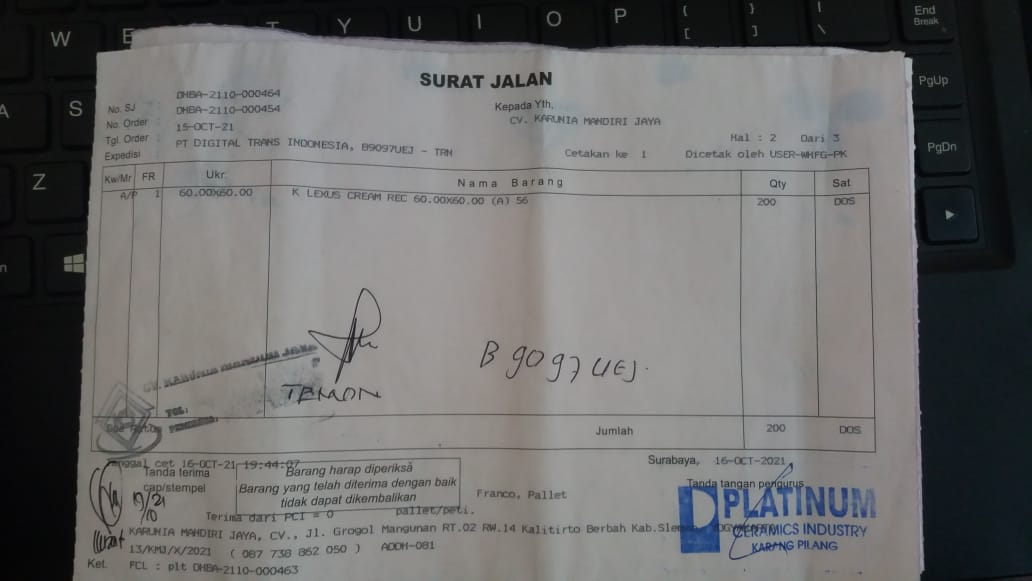 W E T Y U I O P { [ } ] | \ End Break
SURAT JALAN
No. SJ DHBA-2110-000464
No. Order DHBA-2110-000454
Tgl. Order 15-OCT-21
Expedisi : PT DIGITAL TRANS INDONESIA, B9097UEJ - TRN
Kepada Yth,
CV. KARUNIA MANDIRI JAYA
Hal : 2 Dari 3
Cetakan ke 1 Dicetak oleh USER-WHFG-PK
PgUp
A S
PgDn
Z
Kw/Mr FR Ukr Nama Barang Qty Sat
A/P 1 60.00X60.00 K LEXUS CREAM REC 60.00X60.00 (A) 56 200 DOS
B 9097 UEJ.
TEMON
CV. KARUNIA MANDIRI JAYA
TGL:
PENERIMA:
Dua Ratus
Jumlah 200 DOS
Tanggal cet 16-OCT-21 19:44:07
Surabaya, 16-OCT-2021
Tanda terima
cap/stempel
Barang harap diperiksa
Barang yang telah diterima dengan baik
tidak dapat dikembalikan
Tanda tangan pengurus
19/21
10
Franco, Pallet
Terima dari PCI = 0 pallet/peti.
PLATINUM
CERAMICS INDUSTRY
KARANG PILANG
KARUNIA MANDIRI JAYA, CV., Jl. Grogol Mangunan RT.02 RW.14 Kalitirto Berbah Kab.Sleman, YOGYAKARTA
13/KMJ/X/2021 ( 087 738 862 050 ) ADDM-081
Ket. FCL : plt DHBA-2110-000463